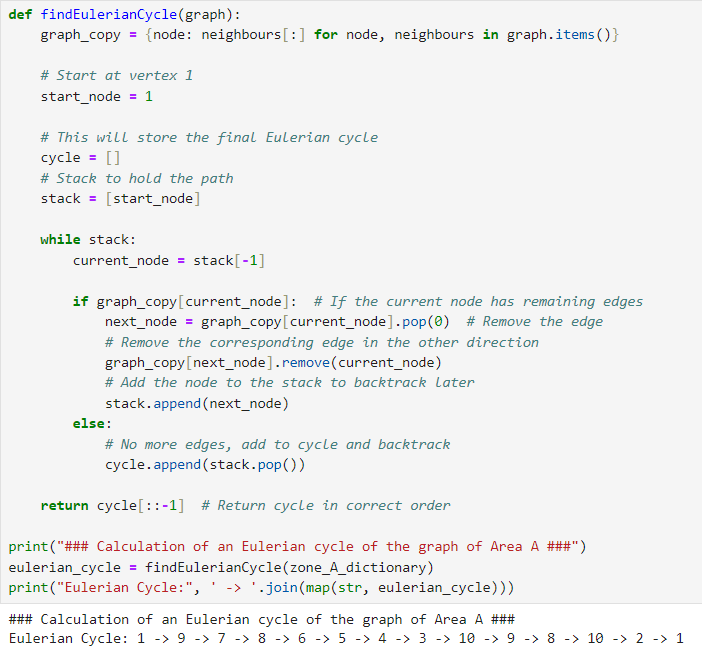 def findEulerianCycle(graph):
    graph_copy = {node: neighbours[:] for node, neighbours in graph.items()}

    # Start at vertex 1
    start_node = 1

    # This will store the final Eulerian cycle
    cycle = []
    # Stack to hold the path
    stack = [start_node]

    while stack:
        current_node = stack[-1]

        if graph_copy[current_node]:  # If the current node has remaining edges
            next_node = graph_copy[current_node].pop(0)  # Remove the edge
            # Remove the corresponding edge in the other direction
            graph_copy[next_node].remove(current_node)
            # Add the node to the stack to backtrack later
            stack.append(next_node)
        else:
            # No more edges, add to cycle and backtrack
            cycle.append(stack.pop())

    return cycle[::-1]  # Return cycle in correct order

print("### Calculation of an Eulerian cycle of the graph of Area A ###")
eulerian_cycle = findEulerianCycle(zone_A_dictionary)
print("Eulerian Cycle:", ' -> '.join(map(str, eulerian_cycle)))
### Calculation of an Eulerian cycle of the graph of Area A ###
Eulerian Cycle: 1 -> 9 -> 7 -> 8 -> 6 -> 5 -> 4 -> 3 -> 10 -> 9 -> 8 -> 10 -> 2 -> 1